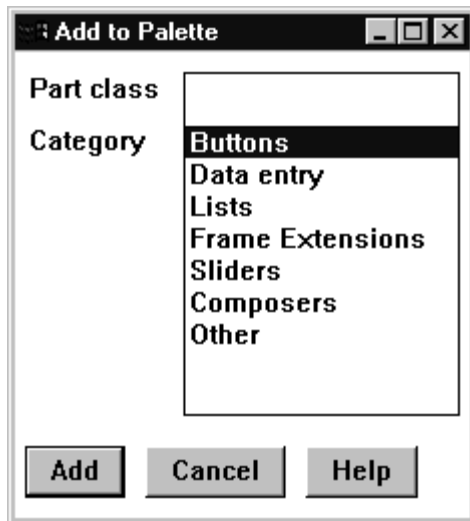 Add to Palette
Part class
Category
Buttons
Data entry
Lists
Frame Extensions
Sliders
Composers
Other
Add Cancel Help